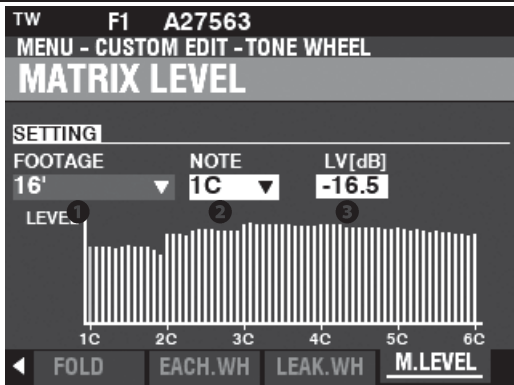 TW F1 A27563
MENU - CUSTOM EDIT -TONE WHEEL
MATRIX LEVEL
SETTING
FOOTAGE NOTE LV[dB]
16' ▼ 1C ▼ -16.5
1 2 3
LEVEL
1C 2C 3C 4C 5C 6C
◀ FOLD EACH.WH LEAK.WH M.LEVEL